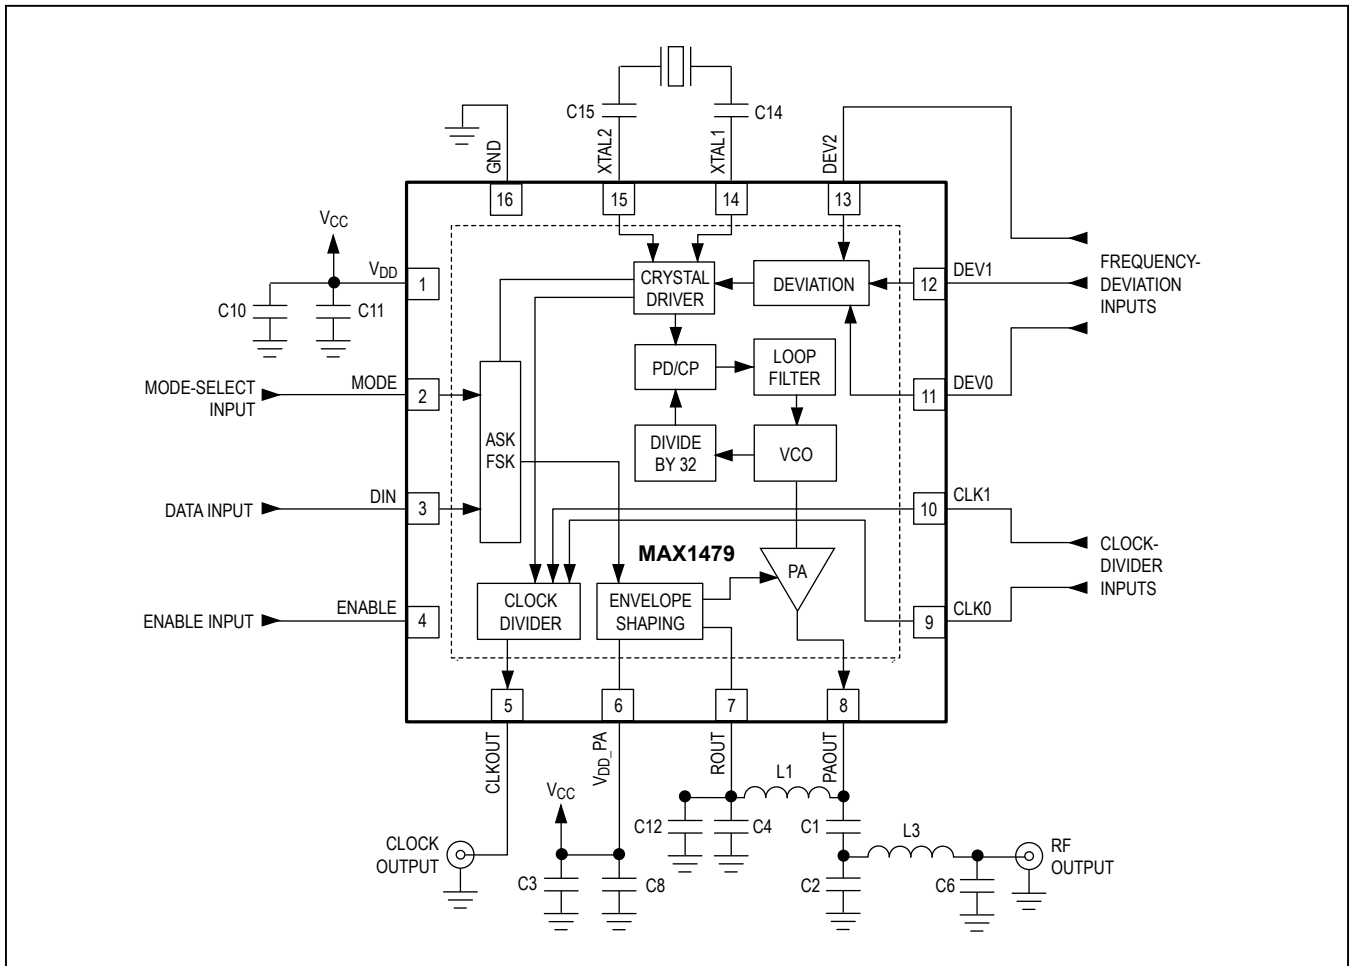 C15
C14
GND
XTAL2
XTAL1
DEV2
16
15
14
13
VCC
VDD
1
C10
C11
CRYSTAL
DRIVER
DEVIATION
12
DEV1
FREQUENCY-
DEVIATION
INPUTS
MODE-SELECT
INPUT
MODE
2
PD/CP
LOOP
FILTER
11
DEV0
ASK
FSK
DIVIDE
BY 32
VCO
DATA INPUT
DIN
3
10
CLK1
MAX1479
PA
CLOCK-
DIVIDER
INPUTS
ENABLE INPUT
ENABLE
4
CLOCK
DIVIDER
ENVELOPE
SHAPING
9
CLK0
5
6
7
8
CLKOUT
VDD_PA
ROUT
PAOUT
L1
VCC
C12
C4
C1
L3
CLOCK
OUTPUT
RF
OUTPUT
C3
C8
C2
C6